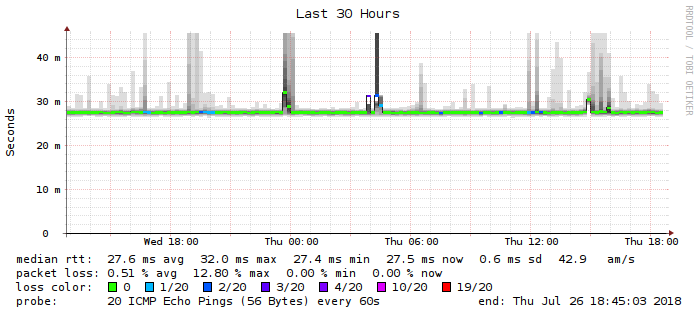 Last 30 Hours
RRDTOOL / TOBI OETIKER
Seconds
40 m
30 m
20 m
10 m
0
Wed 18:00 Thu 00:00 Thu 06:00 Thu 12:00 Thu 18:00
median rtt: 27.6 ms avg 32.0 ms max 27.4 ms min 27.5 ms now 0.6 ms sd 42.9 am/s
packet loss: 0.51 % avg 12.80 % max 0.00 % min 0.00 % now
loss color: 0 1/20 2/20 3/20 4/20 10/20 19/20
probe: 20 ICMP Echo Pings (56 Bytes) every 60s end: Thu Jul 26 18:45:03 2018